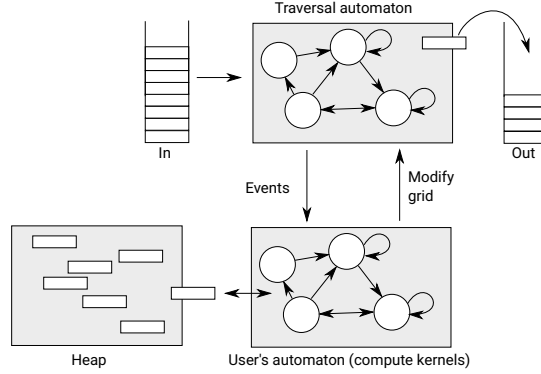 Traversal automaton
In
Out
Events
Modify
grid
Heap
User's automaton (compute kernels)